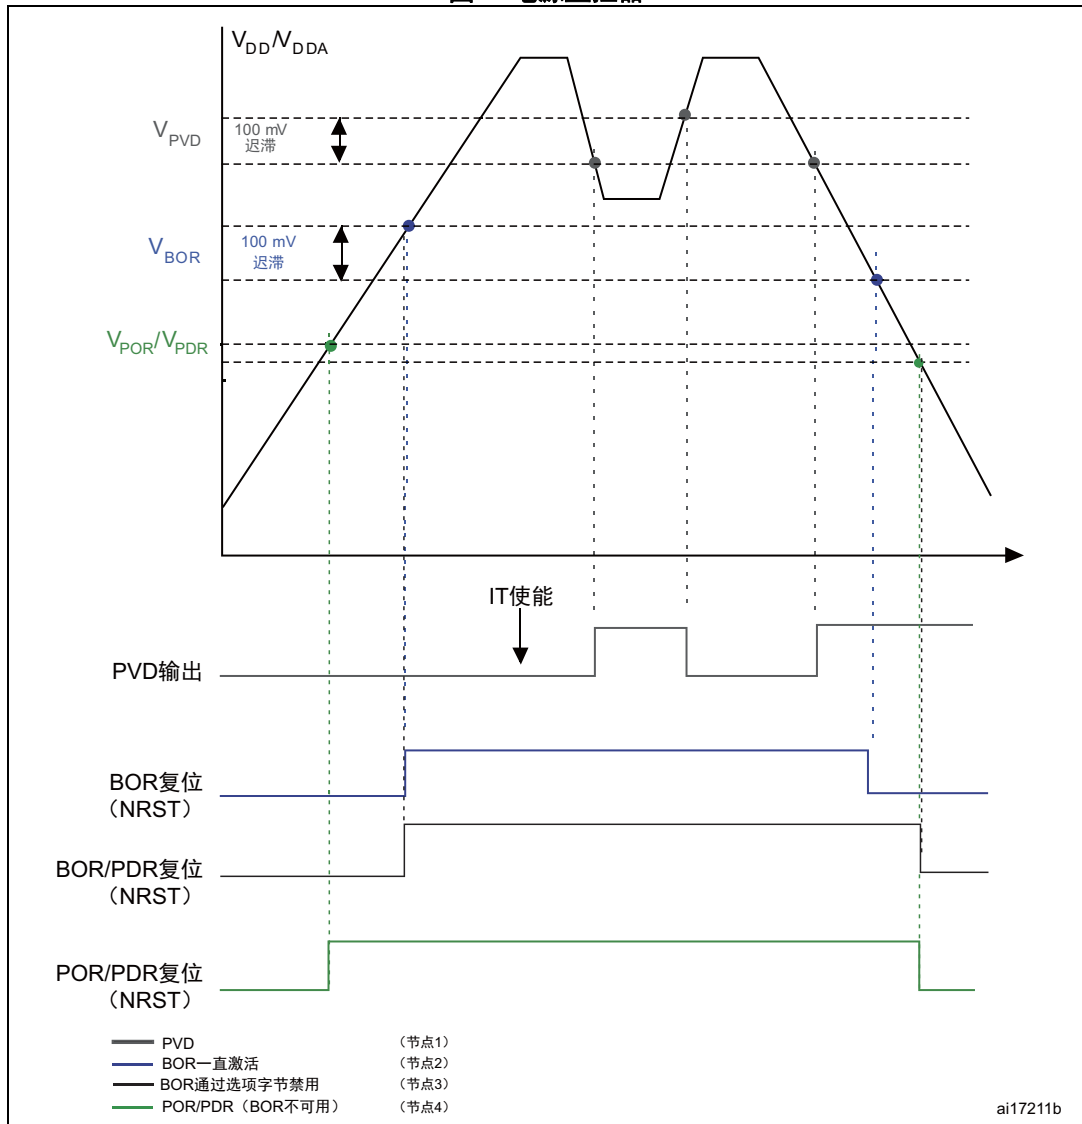 V_DD/V_DDA
V_PVD
100 mV
迟滞
V_BOR
100 mV
迟滞
V_POR/V_PDR
IT使能
PVD输出
BOR复位
（NRST）
BOR/PDR复位
（NRST）
POR/PDR复位
（NRST）
PVD （节点1）
BOR一直激活 （节点2）
BOR通过选项字节禁用 （节点3）
POR/PDR（BOR不可用） （节点4）
ai17211b